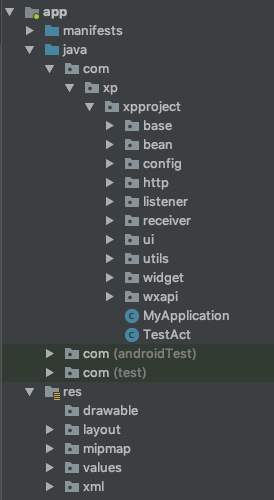 app
manifests
java
com
xp
xpproject
base
bean
config
http
listener
receiver
ui
utils
widget
wxapi
C MyApplication
C TestAct
com (androidTest)
com (test)
res
drawable
layout
mipmap
values
xml